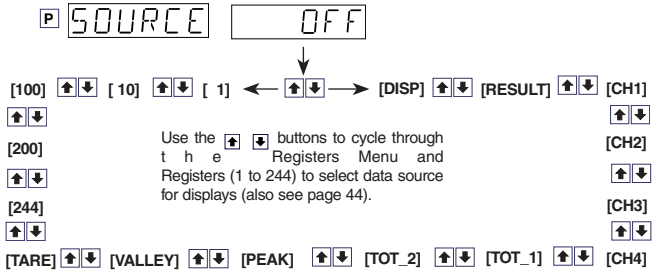 P SOURCE OFF
[100] [ 10] [ 1] [DISP] [RESULT] [CH1]
Use the buttons to cycle through
t h e Registers Menu and
Registers (1 to 244) to select data source
for displays (also see page 44).
[200] [CH2]
[244] [CH3]
[TARE] [VALLEY] [PEAK] [TOT_2] [TOT_1] [CH4]